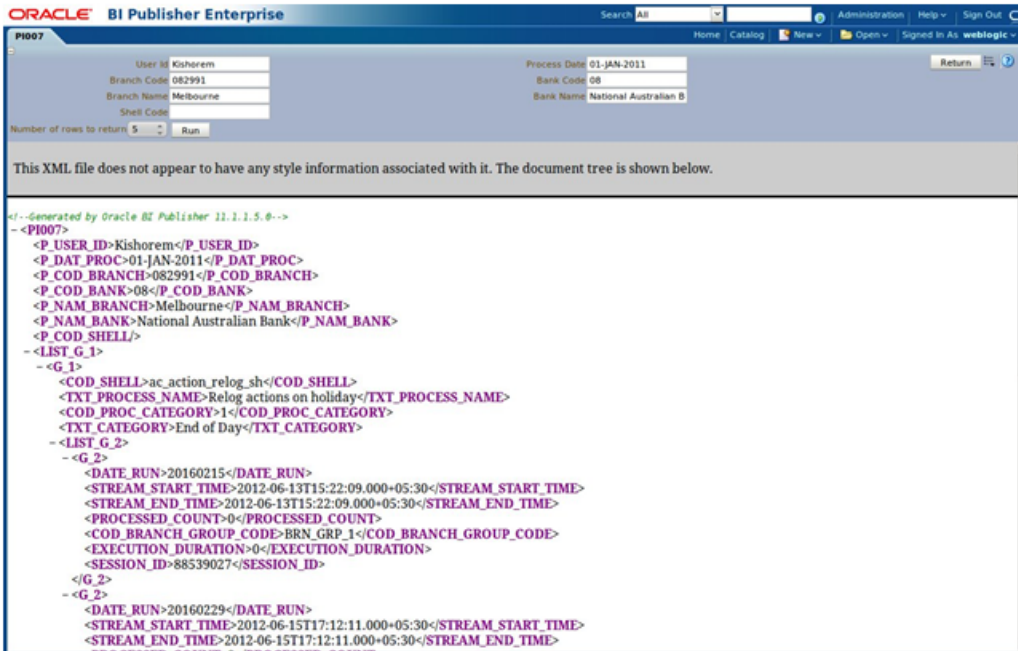 ORACLE BI Publisher Enterprise Search All Administration Help Sign Out
PI007 Home Catalog New Open Signed In As weblogic
User Id Kishorem Process Date 01-JAN-2011 Return
Branch Code 082991 Bank Code 08
Branch Name Melbourne Bank Name National Australian B
Shell Code
Number of rows to return 5 Run
This XML file does not appear to have any style information associated with it. The document tree is shown below.
<!--Generated by Oracle BI Publisher 11.1.1.5.0-->
- <PI007>
<P_USER_ID>Kishorem</P_USER_ID>
<P_DAT_PROC>01-JAN-2011</P_DAT_PROC>
<P_COD_BRANCH>082991</P_COD_BRANCH>
<P_COD_BANK>08</P_COD_BANK>
<P_NAM_BRANCH>Melbourne</P_NAM_BRANCH>
<P_NAM_BANK>National Australian Bank</P_NAM_BANK>
<P_COD_SHELL/>
- <LIST_G_1>
- <G_1>
<COD_SHELL>ac_action_relog_sh</COD_SHELL>
<TXT_PROCESS_NAME>Relog actions on holiday</TXT_PROCESS_NAME>
<COD_PROC_CATEGORY>1</COD_PROC_CATEGORY>
<TXT_CATEGORY>End of Day</TXT_CATEGORY>
- <LIST_G_2>
- <G_2>
<DATE_RUN>20160215</DATE_RUN>
<STREAM_START_TIME>2012-06-13T15:22:09.000+05:30</STREAM_START_TIME>
<STREAM_END_TIME>2012-06-13T15:22:09.000+05:30</STREAM_END_TIME>
<PROCESSED_COUNT>0</PROCESSED_COUNT>
<COD_BRANCH_GROUP_CODE>BRN_GRP_1</COD_BRANCH_GROUP_CODE>
<EXECUTION_DURATION>0</EXECUTION_DURATION>
<SESSION_ID>88539027</SESSION_ID>
</G_2>
- <G_2>
<DATE_RUN>20160229</DATE_RUN>
<STREAM_START_TIME>2012-06-15T17:12:11.000+05:30</STREAM_START_TIME>
<STREAM_END_TIME>2012-06-15T17:12:11.000+05:30</STREAM_END_TIME>